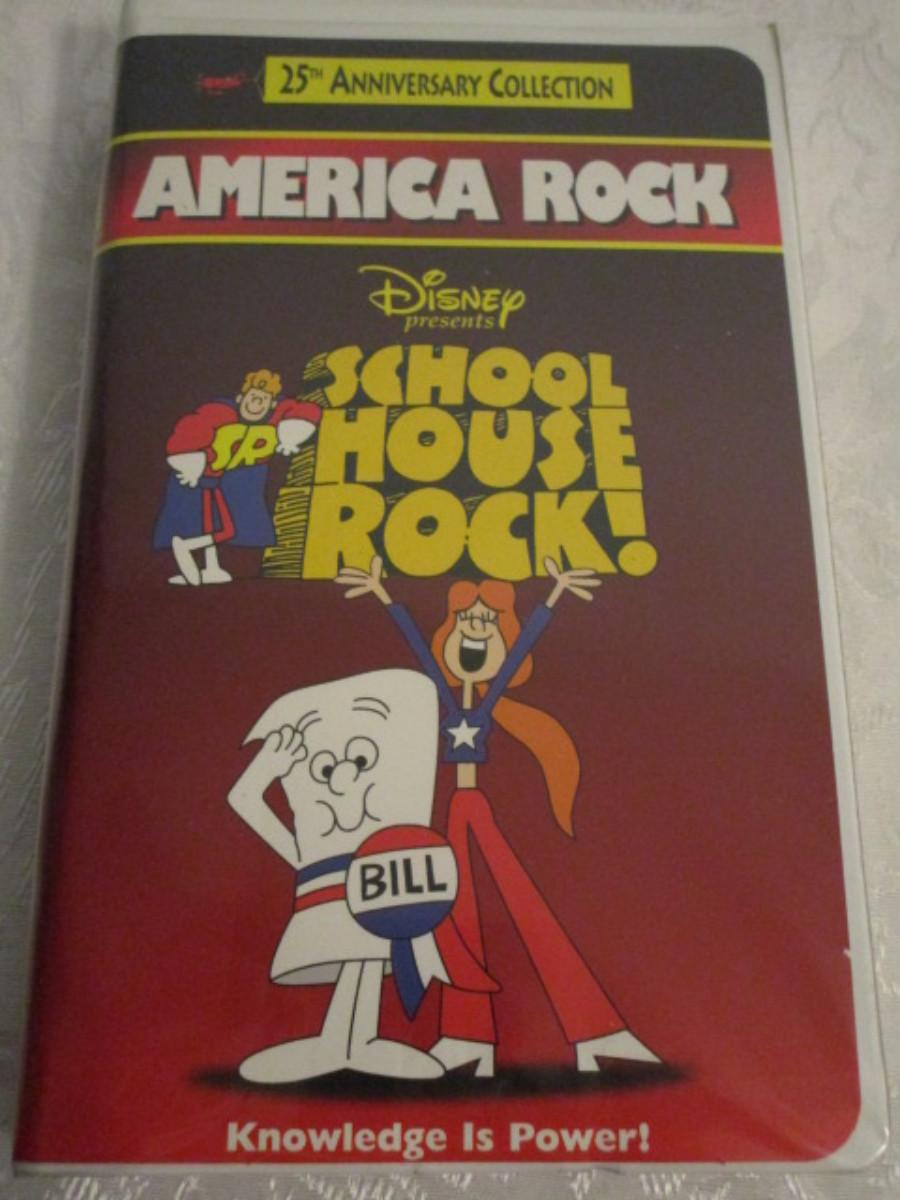 25TH ANNIVERSARY COLLECTION
AMERICA ROCK
DISNEY
presents
SCHOOL
HOUSE
ROCK!
SR
BILL
Knowledge Is Power!